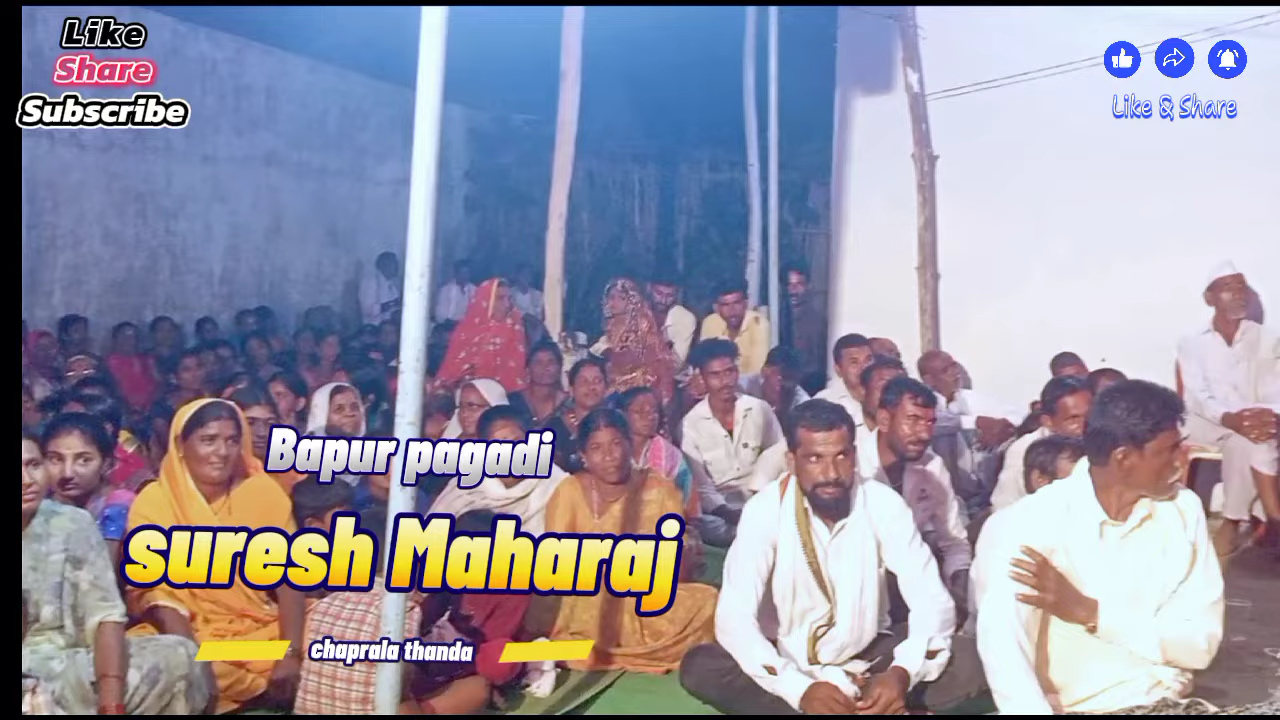 Like
Share
Subscribe
Like & Share
Bapur pagadi
suresh Maharaj
chaprala thanda